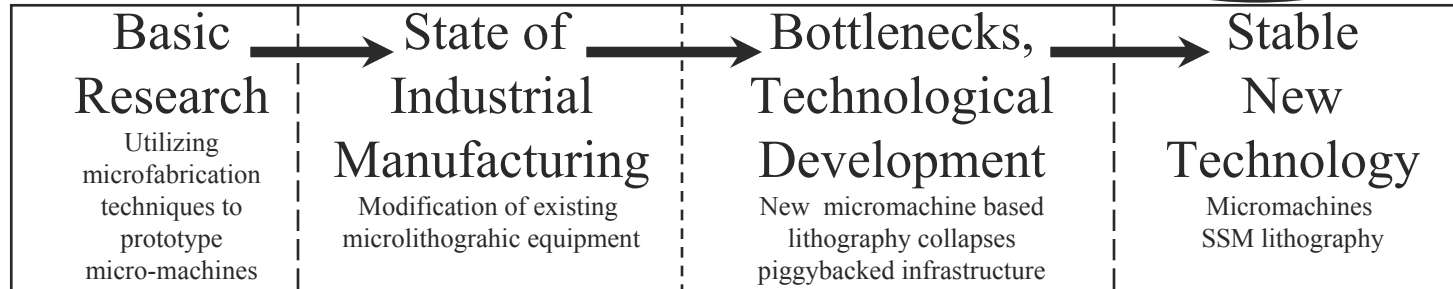 Basic
Research
Utilizing
microfabrication
techniques to
prototype
micro-machines
State of
Industrial
Manufacturing
Modification of existing
microlithograhic equipment
Bottlenecks,
Technological
Development
New micromachine based
lithography collapses
piggybacked infrastructure
Stable
New
Technology
Micromachines
SSM lithography